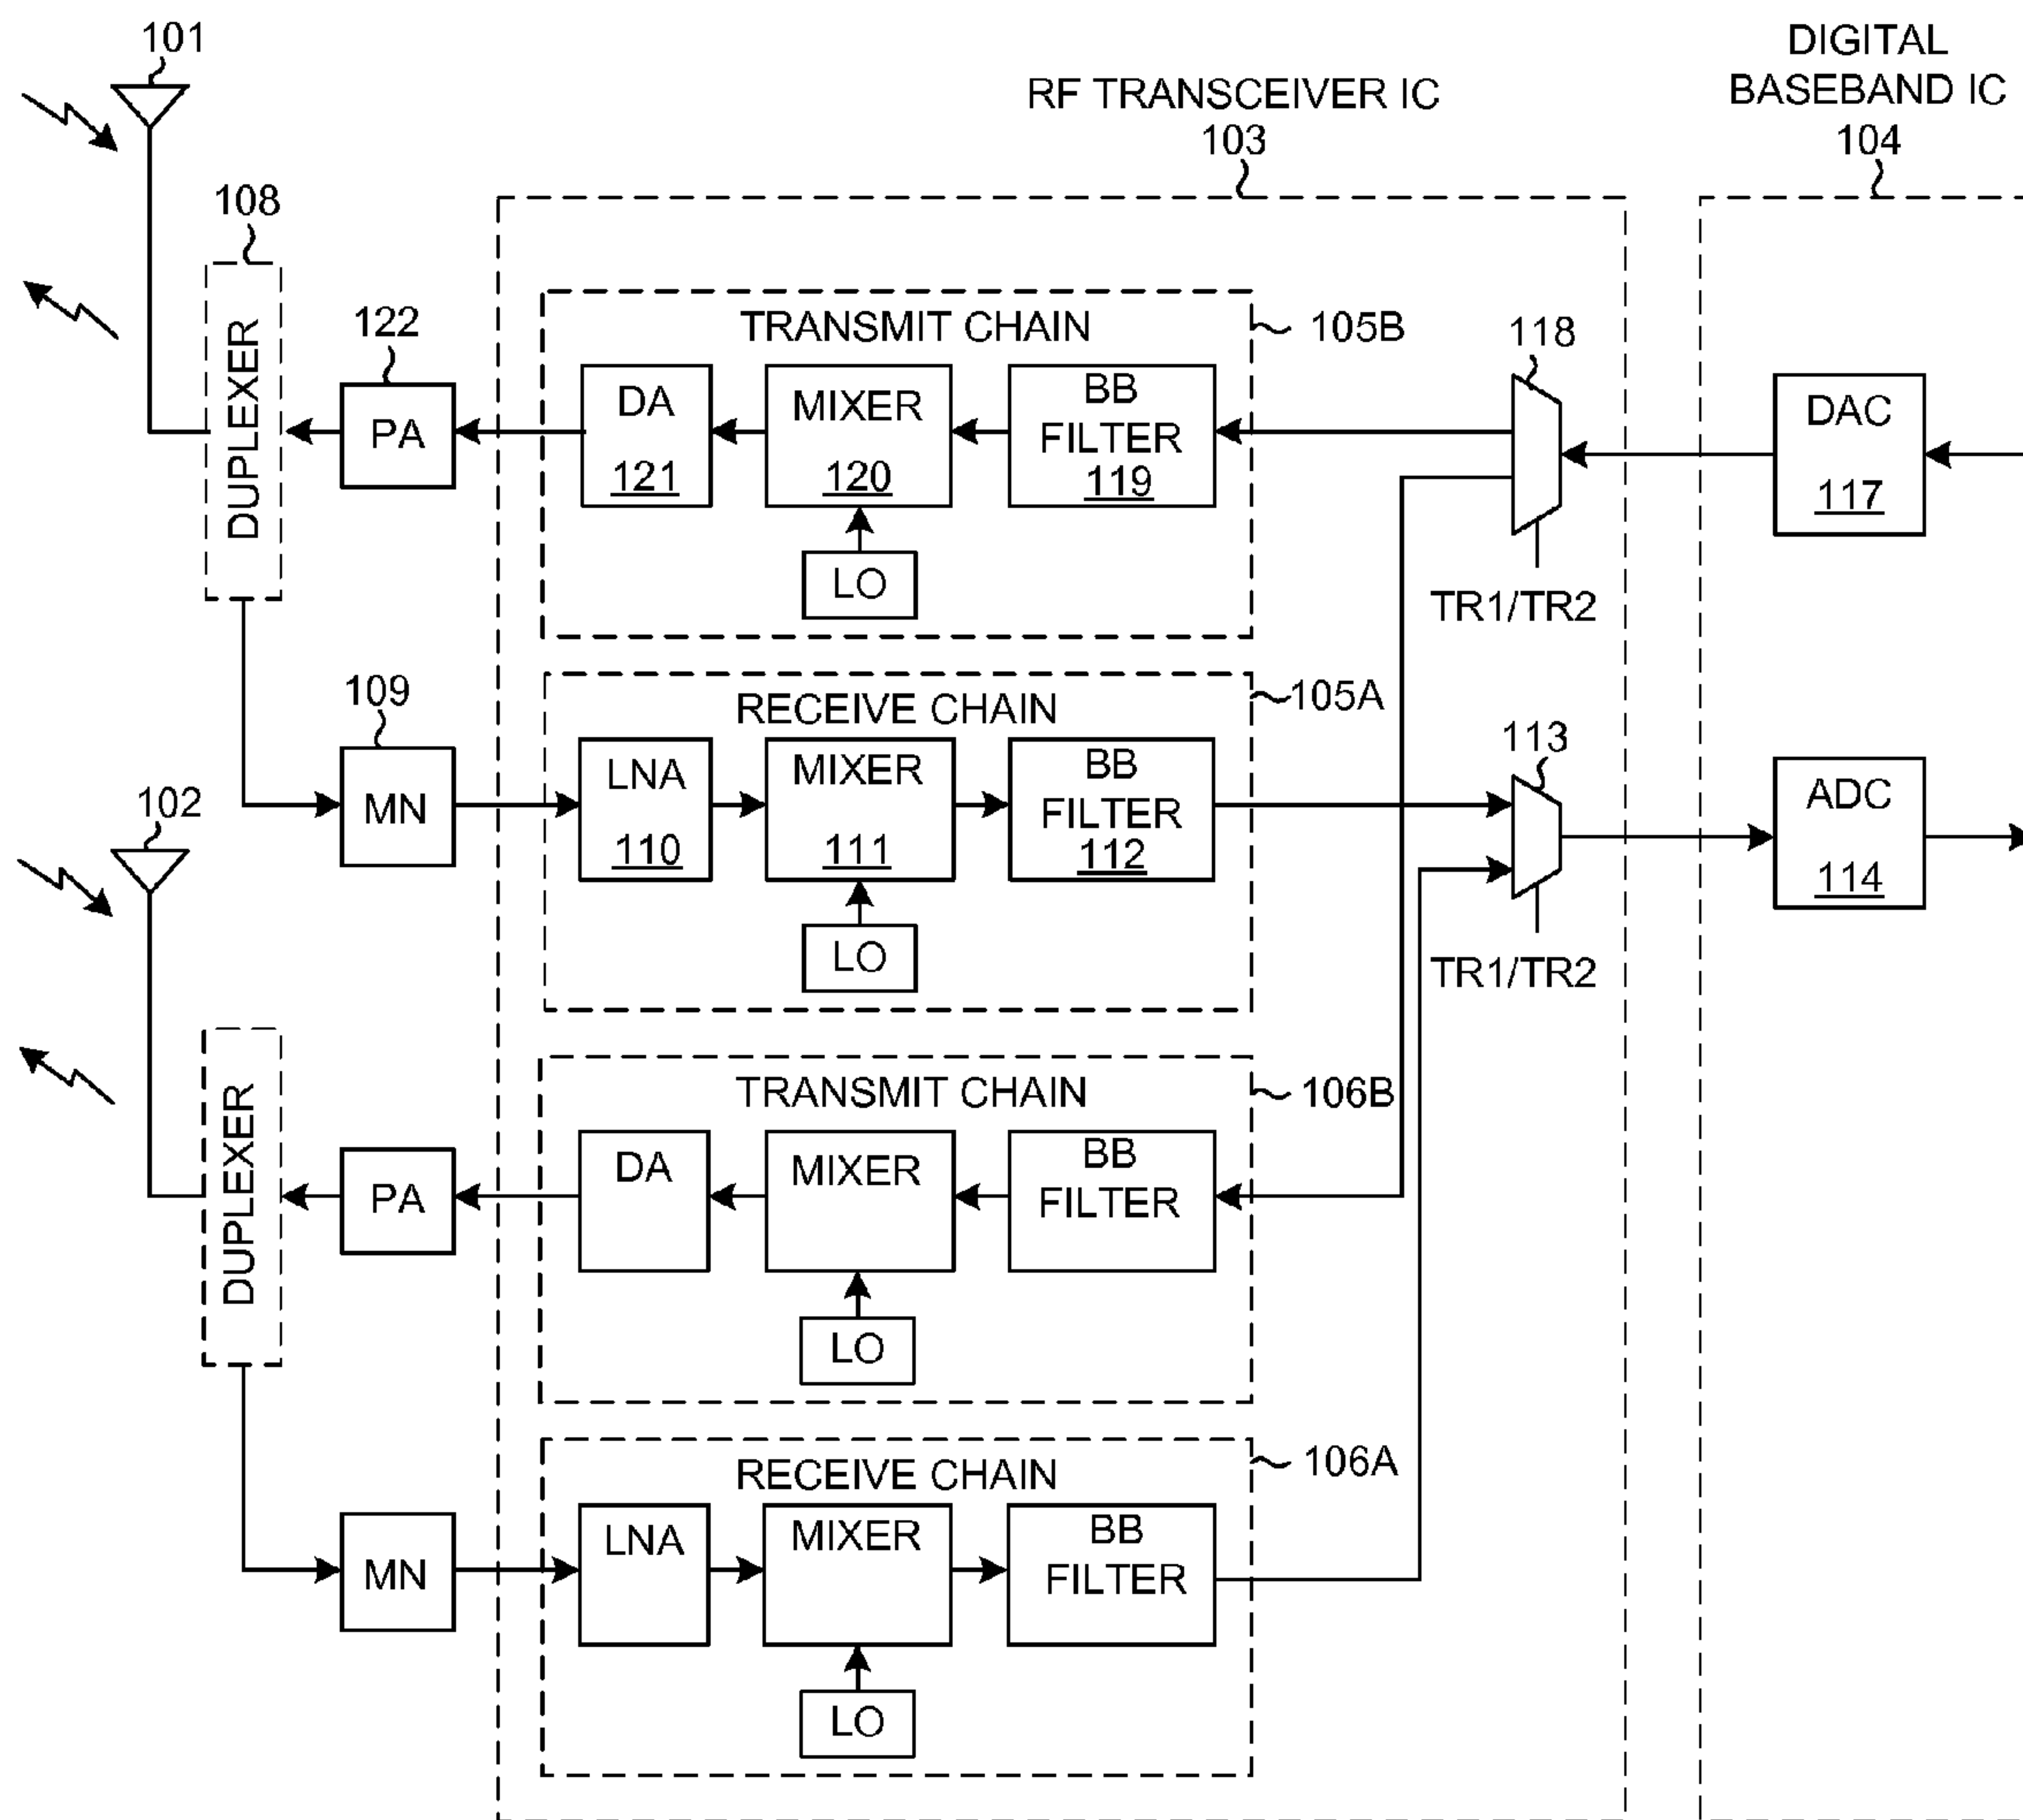 101
DIGITAL
BASEBAND IC
104
RF TRANSCEIVER IC
103
108
DUPLEXER
122
PA
TRANSMIT CHAIN
105B
DA
121
MIXER
120
BB
FILTER
119
LO
118
TR1/TR2
DAC
117
109
MN
RECEIVE CHAIN
105A
LNA
110
MIXER
111
BB
FILTER
112
LO
113
TR1/TR2
ADC
114
102
DUPLEXER
PA
TRANSMIT CHAIN
106B
DA
MIXER
BB
FILTER
LO
MN
RECEIVE CHAIN
106A
LNA
MIXER
BB
FILTER
LO